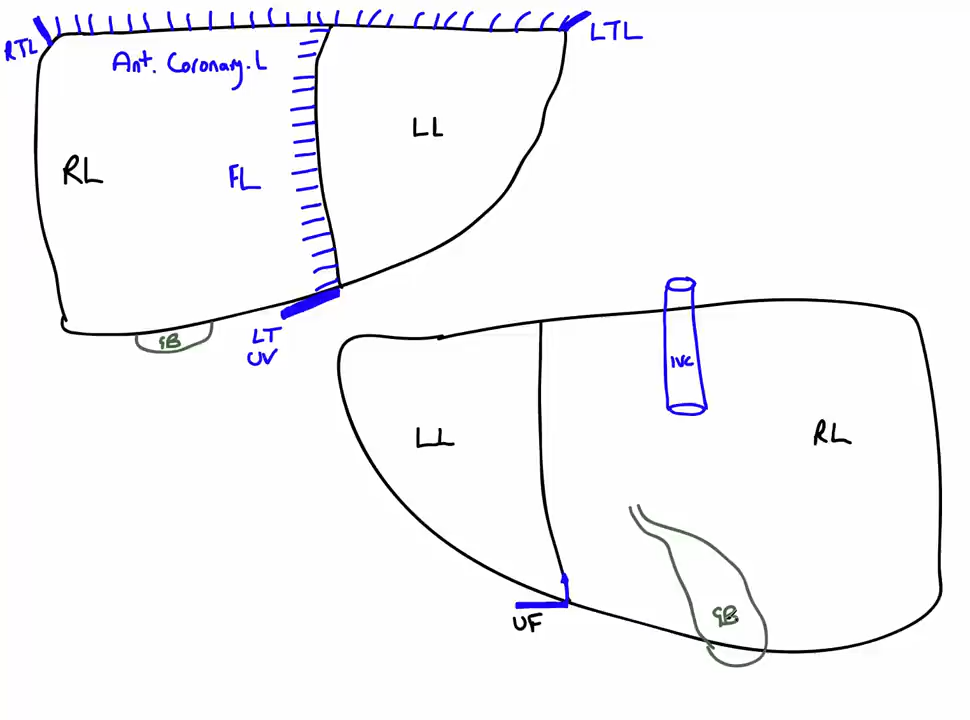 RTL
LTL
Ant. Coronary. L
LL
RL
FL
GB
LT
UV
IVC
LL
RL
GB
UF